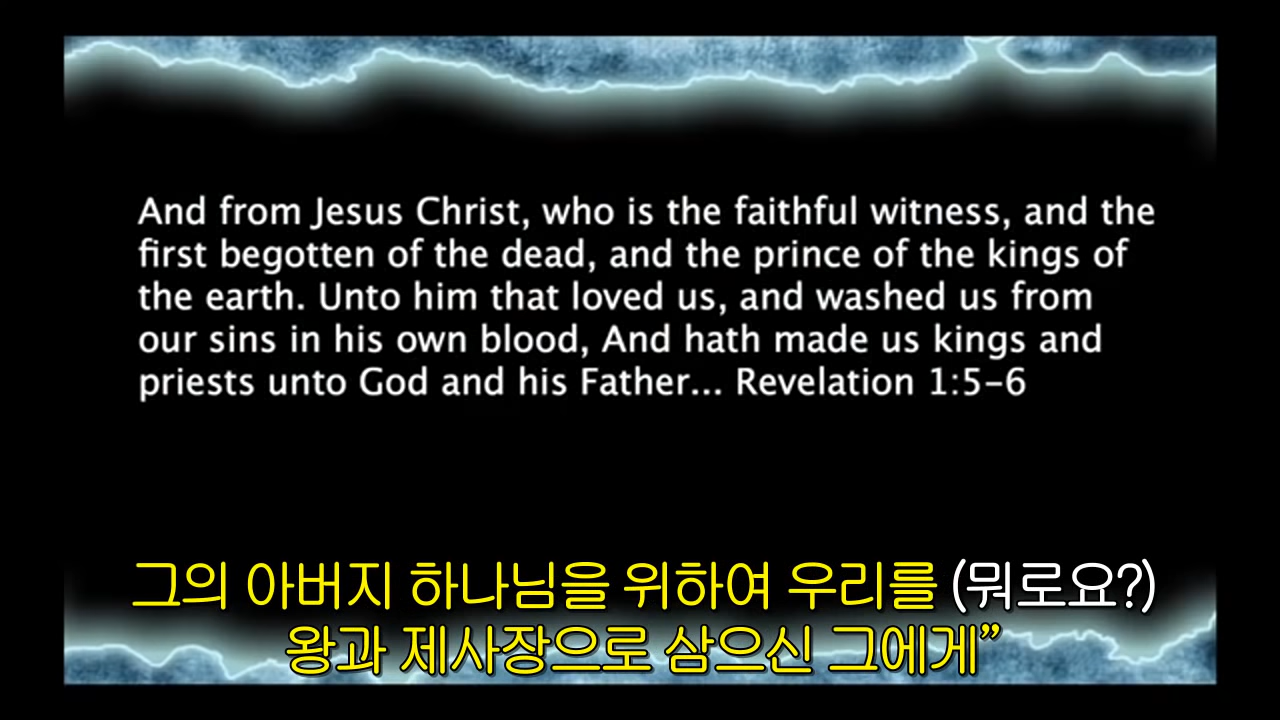 And from Jesus Christ, who is the faithful witness, and the
first begotten of the dead, and the prince of the kings of
the earth. Unto him that loved us, and washed us from
our sins in his own blood, And hath made us kings and
priests unto God and his Father... Revelation 1:5–6
그의 아버지 하나님을 위하여 우리를 (뭐로요?)
왕과 제사장으로 삼으신 그에게”